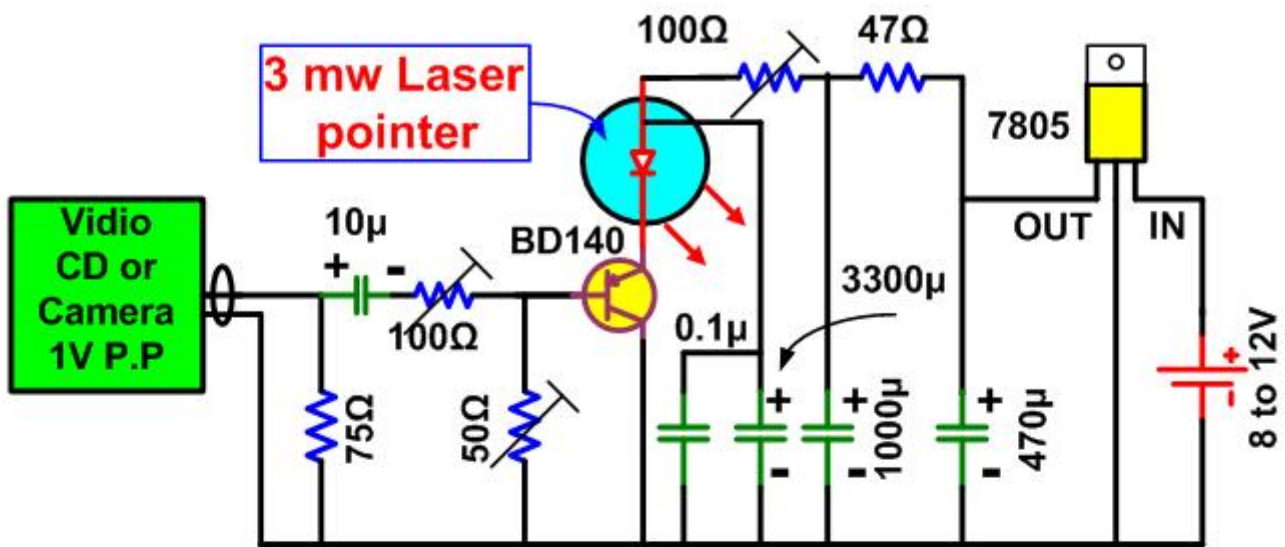 3 mw Laser
pointer
100Ω
47Ω
7805
OUT
IN
Vidio
CD or
Camera
1V P.P
10µ
+
-
100Ω
BD140
75Ω
50Ω
0.1µ
3300µ
+
-
+
-
1000µ
+
-
470µ
+
-
8 to 12V